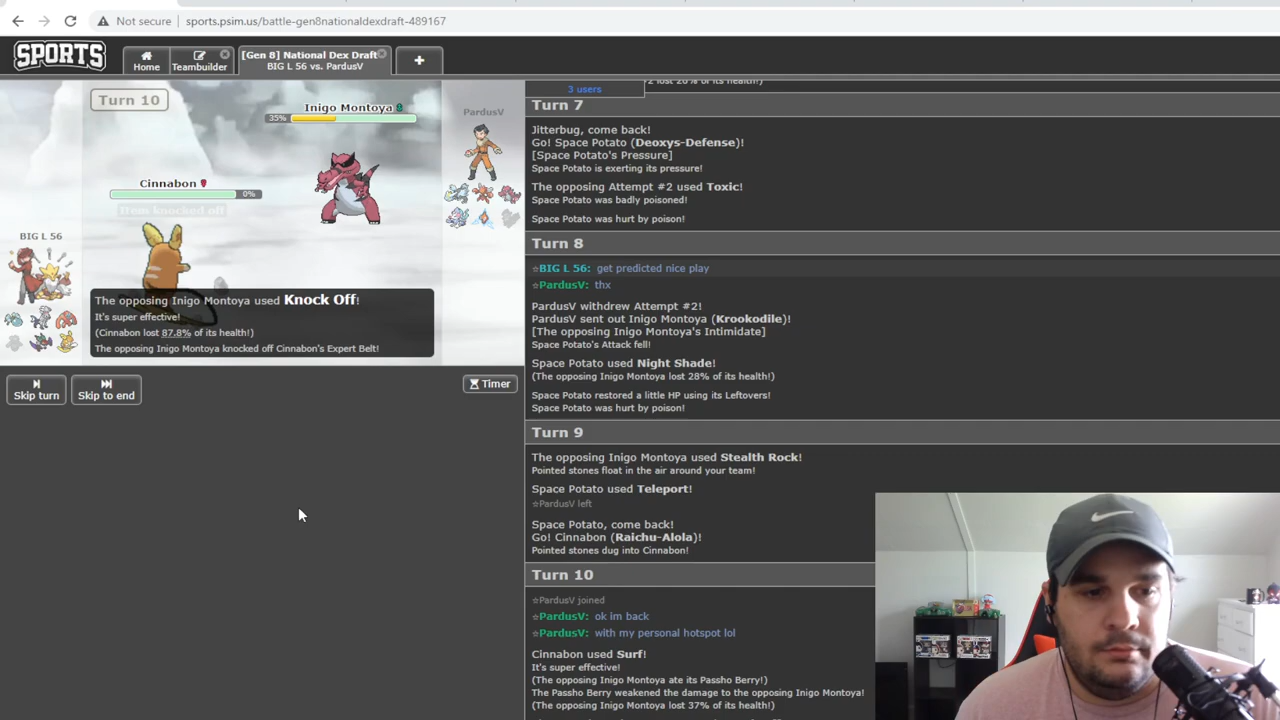 Not secure
sports.psim.us/battle-gen8nationaldexdraft-489167
SPORTS
Home
Teambuilder
[Gen 8] National Dex Draft
BIG L 56 vs. PardusV
+
Turn 10
Inigo Montoya
35%
PardusV
Cinnabon
0%
Item knocked off
BIG L 56
The opposing Inigo Montoya used Knock Off!
It's super effective!
(Cinnabon lost 87.8% of its health!)
The opposing Inigo Montoya knocked off Cinnabon's Expert Belt!
Skip turn
Skip to end
Timer
3 users
Turn 7
Jitterbug, come back!
Go! Space Potato (Deoxys-Defense)!
[Space Potato's Pressure]
Space Potato is exerting its pressure!
The opposing Attempt #2 used Toxic!
Space Potato was badly poisoned!
Space Potato was hurt by poison!
Turn 8
☆BIG L 56: get predicted nice play
☆PardusV: thx
PardusV withdrew Attempt #2!
PardusV sent out Inigo Montoya (Krookodile)!
[The opposing Inigo Montoya's Intimidate]
Space Potato's Attack fell!
Space Potato used Night Shade!
(The opposing Inigo Montoya lost 28% of its health!)
Space Potato restored a little HP using its Leftovers!
Space Potato was hurt by poison!
Turn 9
The opposing Inigo Montoya used Stealth Rock!
Pointed stones float in the air around your team!
Space Potato used Teleport!
☆PardusV left
Space Potato, come back!
Go! Cinnabon (Raichu-Alola)!
Pointed stones dug into Cinnabon!
Turn 10
☆PardusV joined
☆PardusV: ok im back
☆PardusV: with my personal hotspot lol
Cinnabon used Surf!
It's super effective!
(The opposing Inigo Montoya ate its Passho Berry!)
The Passho Berry weakened the damage to the opposing Inigo Montoya!
(The opposing Inigo Montoya lost 37% of its health!)